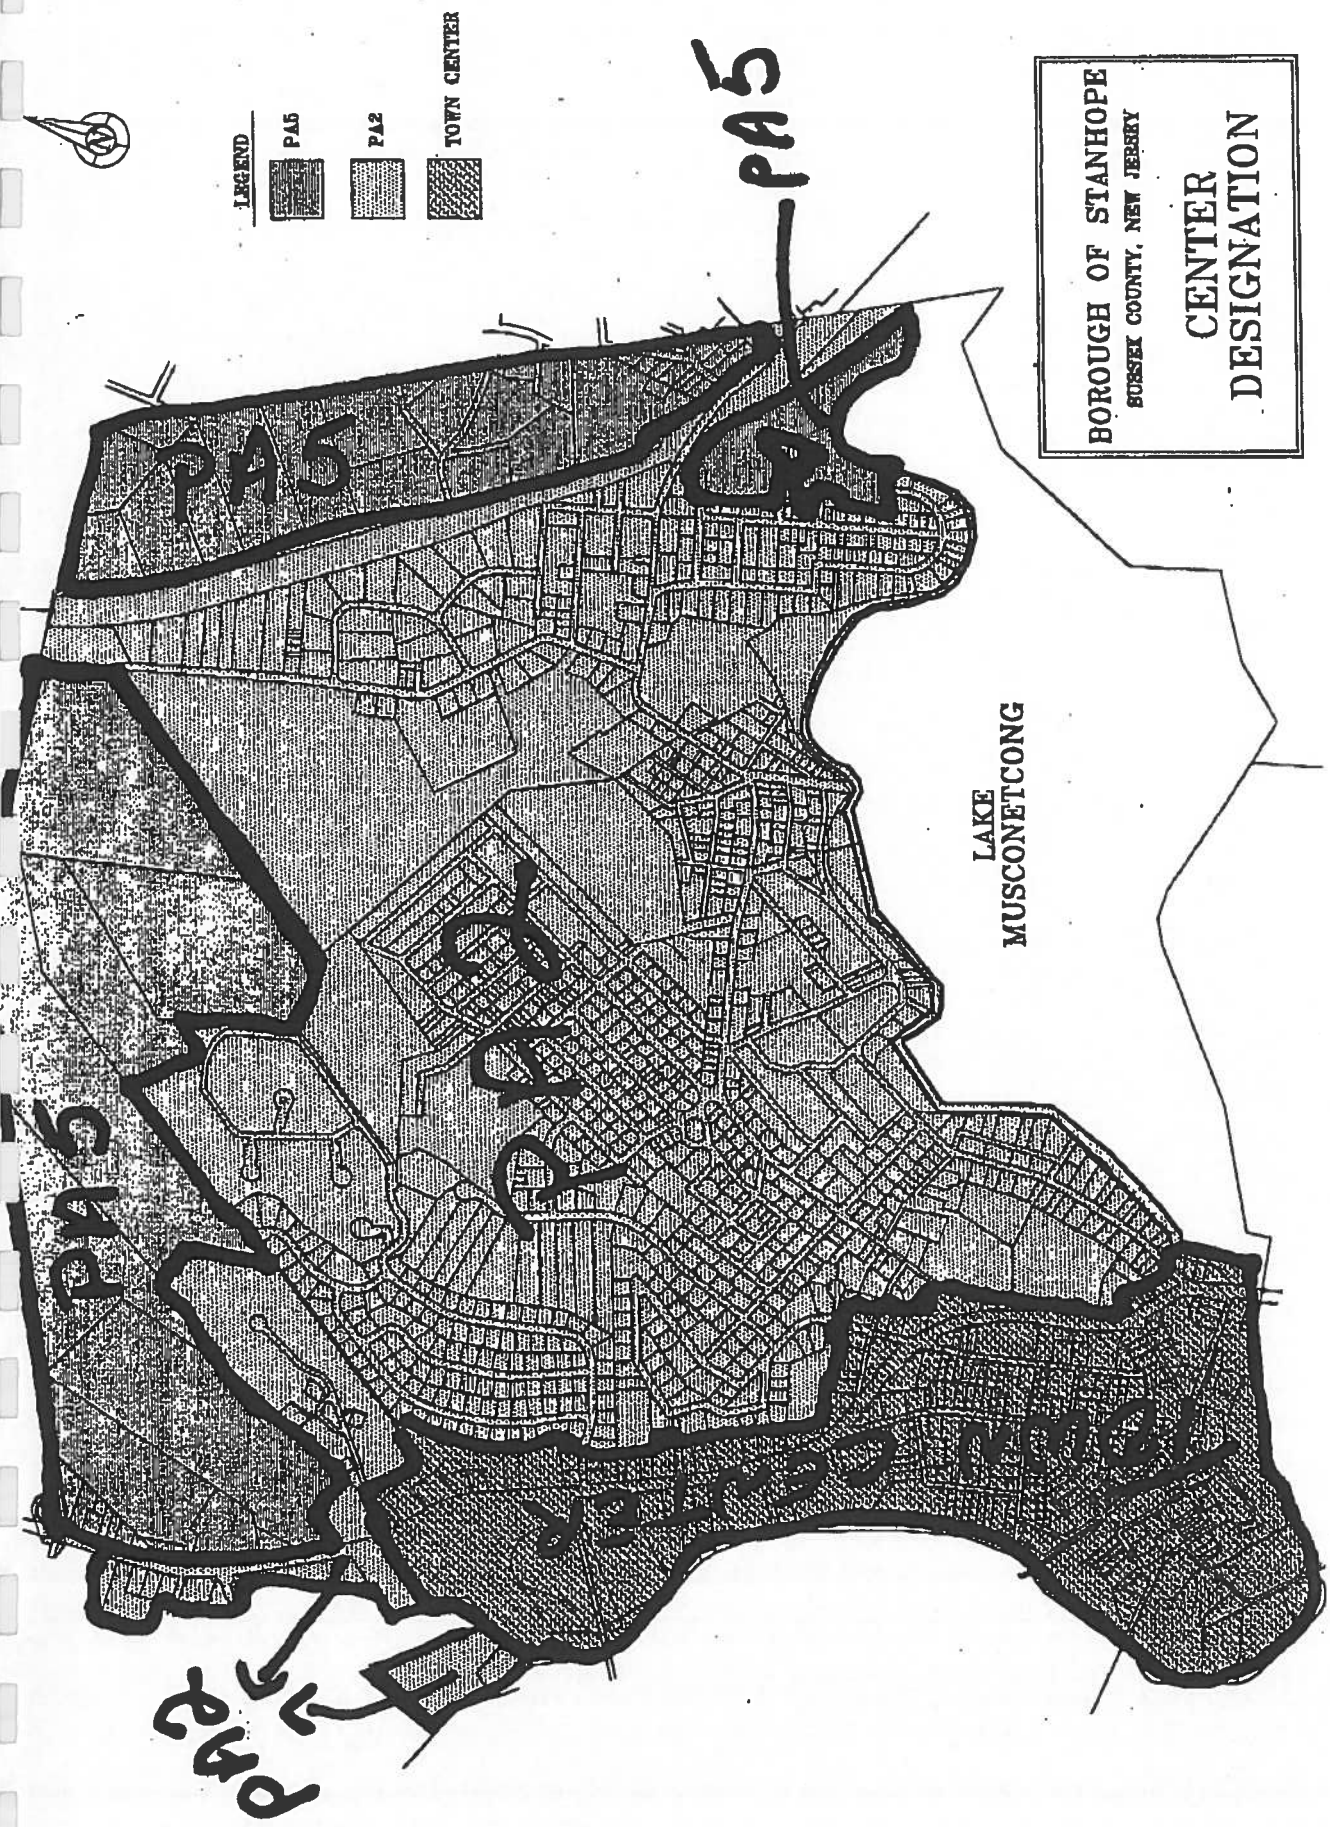 LEGEND
PA5
PA2
TOWN CENTER
PA5
PA5
PA5
PA2
PA2
TOWN CENTER
LAKE
MUSCONETCONG
BOROUGH OF STANHOPE
SUSSEX COUNTY, NEW JERSEY
CENTER
DESIGNATION
N